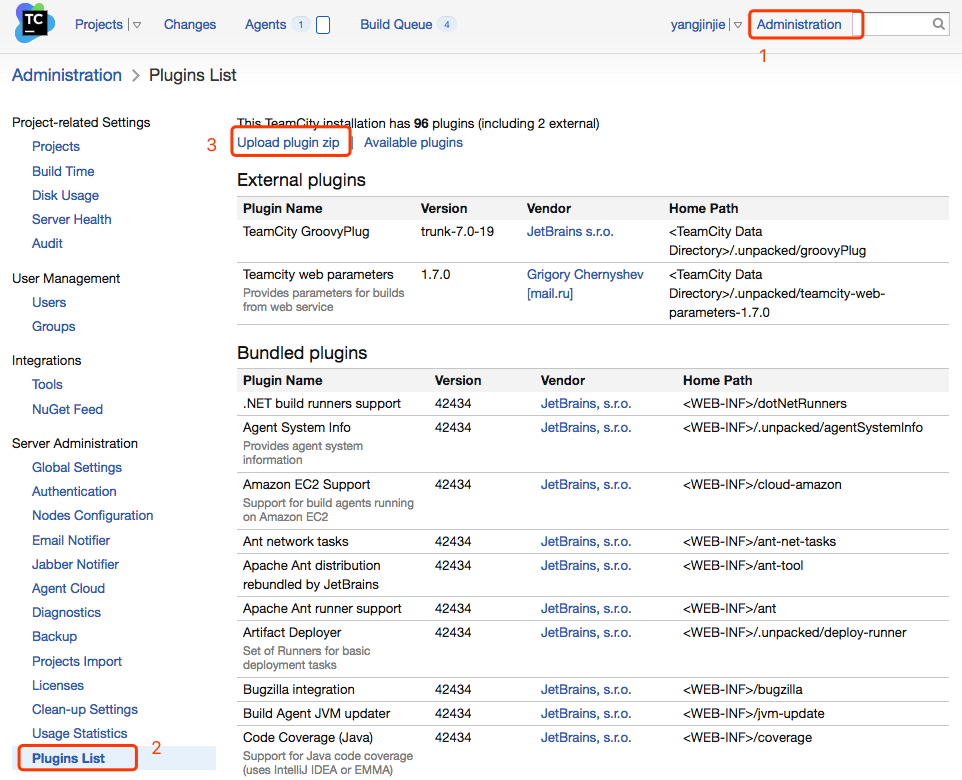 TC
Projects
Changes
Agents 1
Build Queue 4
yangjinjie
Administration
1
Administration > Plugins List
Project-related Settings
Projects
Build Time
Disk Usage
Server Health
Audit
User Management
Users
Groups
Integrations
Tools
NuGet Feed
Server Administration
Global Settings
Authentication
Nodes Configuration
Email Notifier
Jabber Notifier
Agent Cloud
Diagnostics
Backup
Projects Import
Licenses
Clean-up Settings
Usage Statistics
Plugins List
2
This TeamCity installation has 96 plugins (including 2 external)
3
Upload plugin zip | Available plugins
External plugins
Plugin Name Version Vendor Home Path
TeamCity GroovyPlug trunk-7.0-19 JetBrains s.r.o. <TeamCity Data
Directory>/.unpacked/groovyPlug
Teamcity web parameters 1.7.0 Grigory Chernyshev <TeamCity Data
Provides parameters for builds [mail.ru] Directory>/.unpacked/teamcity-web-
from web service parameters-1.7.0
Bundled plugins
Plugin Name Version Vendor Home Path
.NET build runners support 42434 JetBrains, s.r.o. <WEB-INF>/dotNetRunners
Agent System Info 42434 JetBrains, s.r.o. <WEB-INF>/.unpacked/agentSystemInfo
Provides agent system
information
Amazon EC2 Support 42434 JetBrains, s.r.o. <WEB-INF>/cloud-amazon
Support for build agents running
on Amazon EC2
Ant network tasks 42434 JetBrains, s.r.o. <WEB-INF>/ant-net-tasks
Apache Ant distribution 42434 JetBrains, s.r.o. <WEB-INF>/ant-tool
rebundled by JetBrains
Apache Ant runner support 42434 JetBrains, s.r.o. <WEB-INF>/ant
Artifact Deployer 42434 JetBrains, s.r.o. <WEB-INF>/.unpacked/deploy-runner
Set of Runners for basic
deployment tasks
Bugzilla integration 42434 JetBrains, s.r.o. <WEB-INF>/bugzilla
Build Agent JVM updater 42434 JetBrains, s.r.o. <WEB-INF>/jvm-update
Code Coverage (Java) 42434 JetBrains, s.r.o. <WEB-INF>/coverage
Support for Java code coverage
(uses IntelliJ IDEA or EMMA)